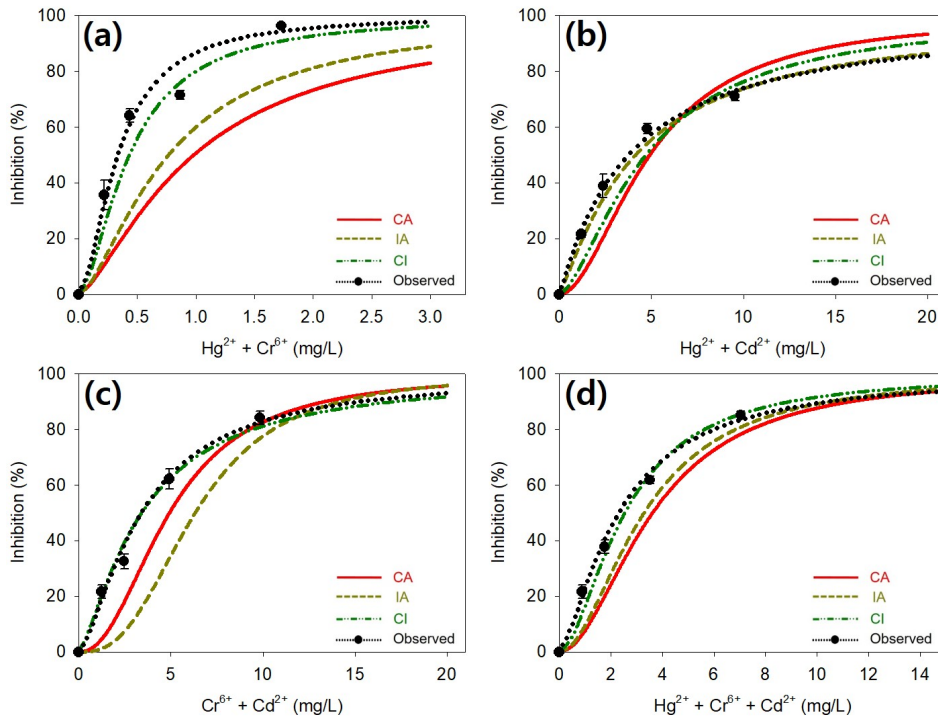 (a)
Inhibition (%)
100
80
60
40
20
0
CA
IA
CI
Observed
0.0 0.5 1.0 1.5 2.0 2.5 3.0
Hg²⁺ + Cr⁶⁺ (mg/L)
(b)
Inhibition (%)
100
80
60
40
20
0
CA
IA
CI
Observed
0 5 10 15 20
Hg²⁺ + Cd²⁺ (mg/L)
(c)
Inhibition (%)
100
80
60
40
20
0
CA
IA
CI
Observed
0 5 10 15 20
Cr⁶⁺ + Cd²⁺ (mg/L)
(d)
Inhibition (%)
100
80
60
40
20
0
CA
IA
CI
Observed
0 2 4 6 8 10 12 14
Hg²⁺ + Cr⁶⁺ + Cd²⁺ (mg/L)